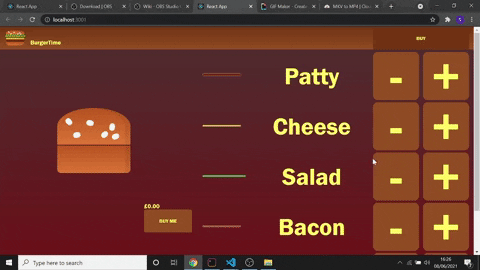 React App
Download | OBS
Wiki - OBS Studio
React App
GIF Maker - Create
MKV to MP4 | Clo
localhost:3001
BurgerTime
BUY
Patty
- +
Cheese
- +
Salad
- +
£0.00
BUY ME
Bacon
- +
Type here to search
16:26
08/06/2021